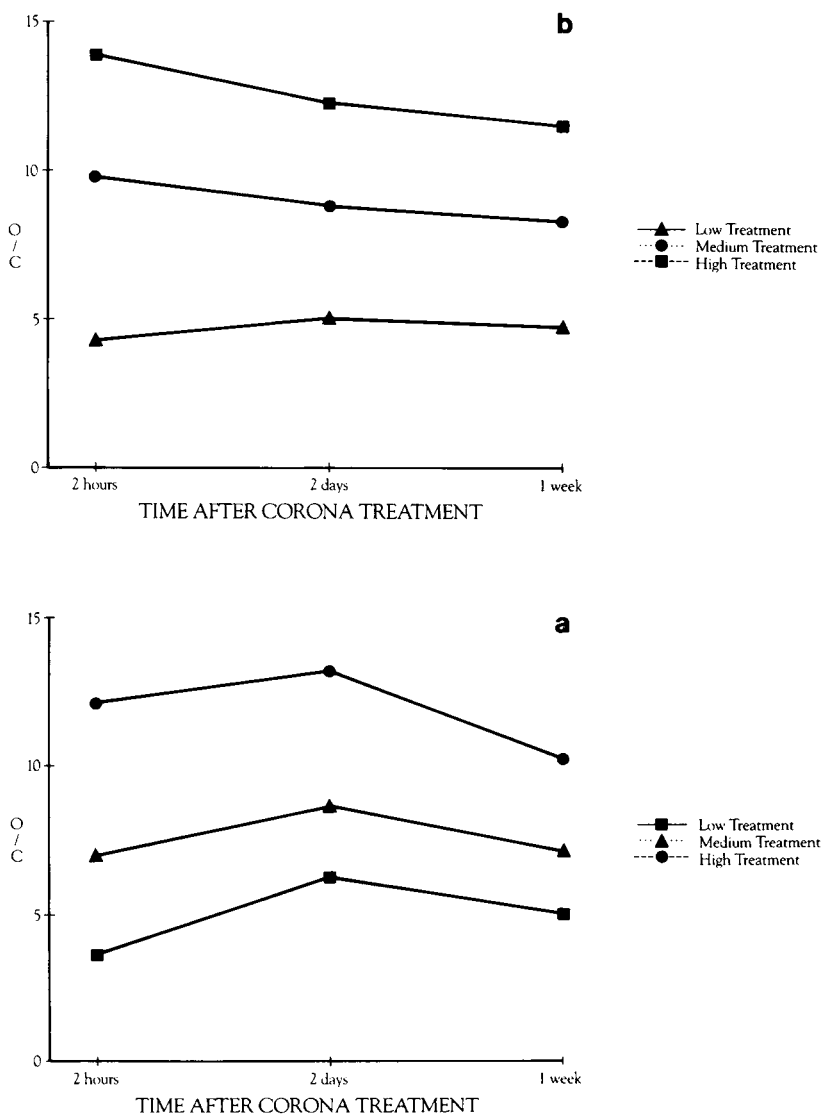 b
15
10
5
0
O
/
C
2 hours 2 days 1 week
TIME AFTER CORONA TREATMENT
Low Treatment
Medium Treatment
High Treatment
a
15
10
5
0
O
/
C
2 hours 2 days 1 week
TIME AFTER CORONA TREATMENT
Low Treatment
Medium Treatment
High Treatment